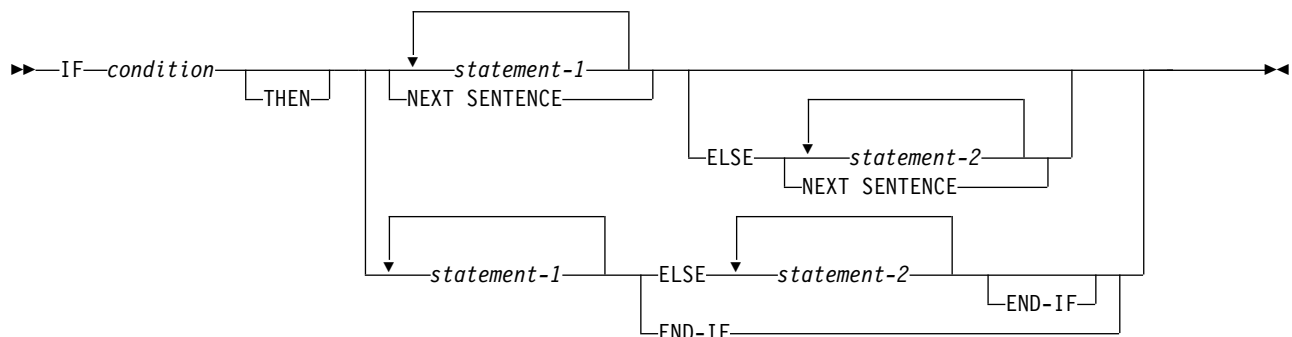 IF condition statement-1
THEN NEXT SENTENCE
ELSE statement-2
NEXT SENTENCE
statement-1 ELSE statement-2
END-IF
END-IF